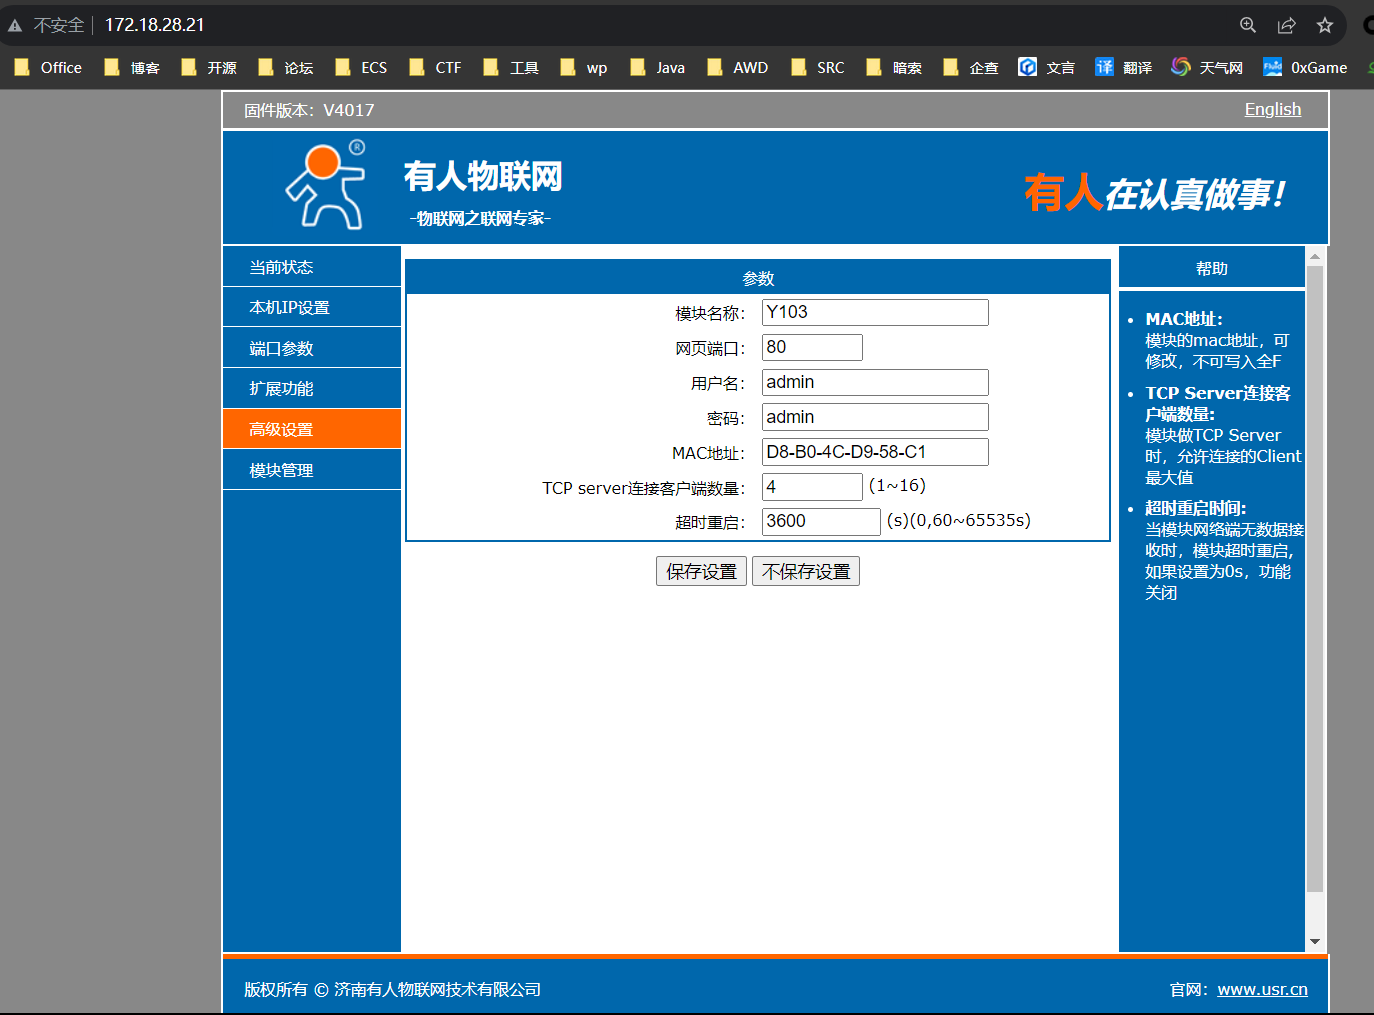 不安全 172.18.28.21
Office 博客 开源 论坛 ECS CTF 工具 wp Java AWD SRC 暗索 企查 文言 翻译 天气网 0xGame
固件版本：V4017 English
有人物联网
-物联网之联网专家-
有人在认真做事!
当前状态
本机IP设置
端口参数
扩展功能
高级设置
模块管理
参数
模块名称： Y103
网页端口： 80
用户名： admin
密码： admin
MAC地址： D8-B0-4C-D9-58-C1
TCP server连接客户端数量： 4 (1~16)
超时重启： 3600 (s)(0,60~65535s)
保存设置 不保存设置
帮助
MAC地址：
模块的mac地址，可
修改，不可写入全F
TCP Server连接客
户端数量：
模块做TCP Server
时，允许连接的Client
最大值
超时重启时间：
当模块网络端无数据接
收时，模块超时重启，
如果设置为0s，功能
关闭
版权所有 © 济南有人物联网技术有限公司
官网：www.usr.cn